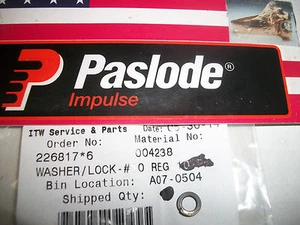 Paslode®
Impulse
ITW Service & Parts Date:
Order No: Material No:
226817*6 004238
WASHER/LOCK-# 0 REG
Bin Location: A07-0504
Shipped Qty: